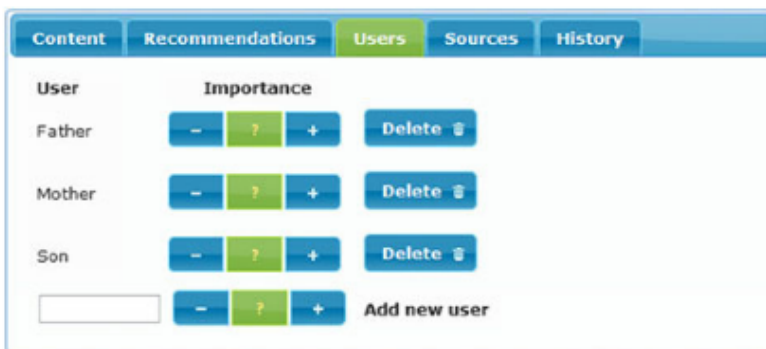 Content Recommendations Users Sources History
User Importance
Father - ? + Delete
Mother - ? + Delete
Son - ? + Delete
- ? + Add new user